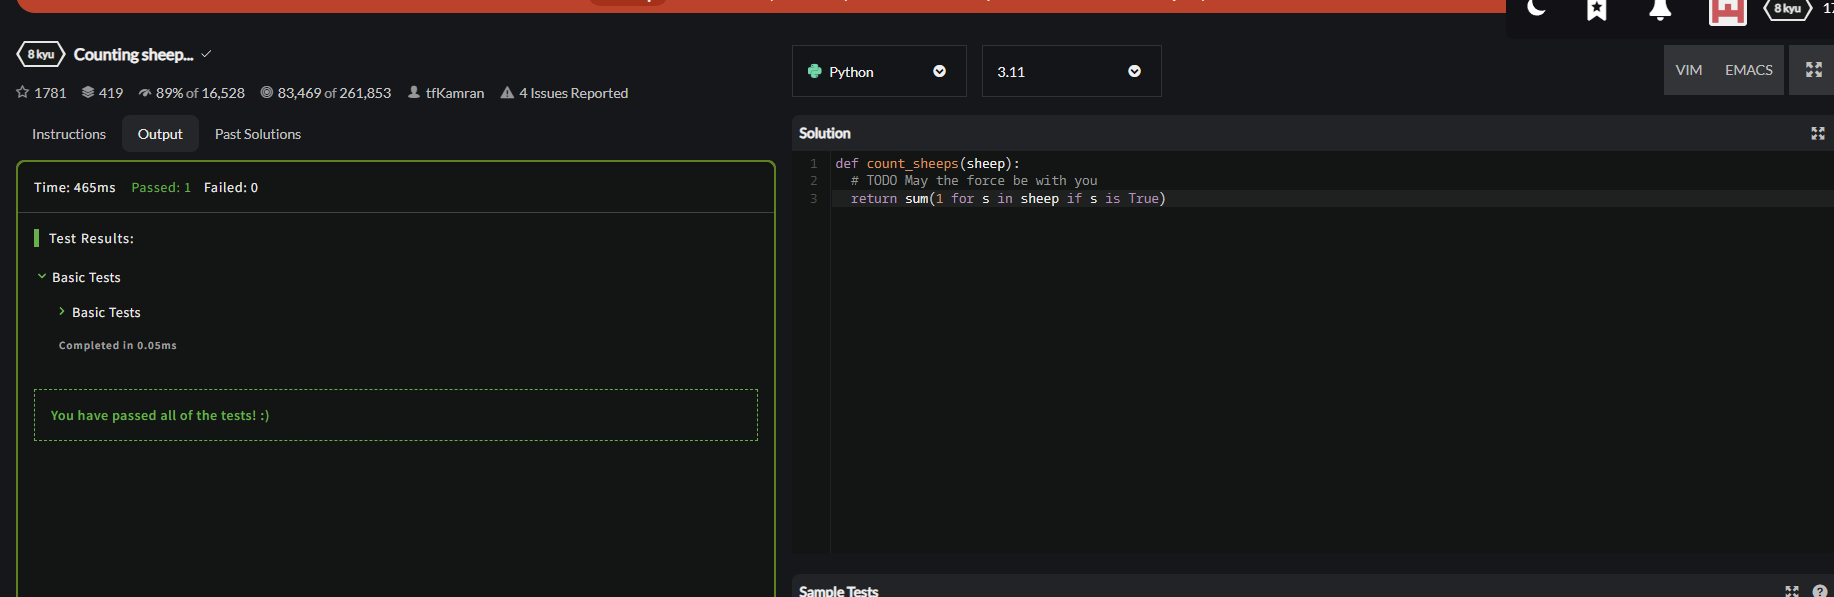 8 kyu
8 kyu Counting sheep...
1781 419 89% of 16,528 83,469 of 261,853 tfKamran 4 Issues Reported
Instructions Output Past Solutions
Time: 465ms Passed: 1 Failed: 0
Test Results:
Basic Tests
Basic Tests
Completed in 0.05ms
You have passed all of the tests! :)
Python 3.11 VIM EMACS
Solution
1 def count_sheeps(sheep):
2 # TODO May the force be with you
3 return sum(1 for s in sheep if s is True)
Sample Tests ?